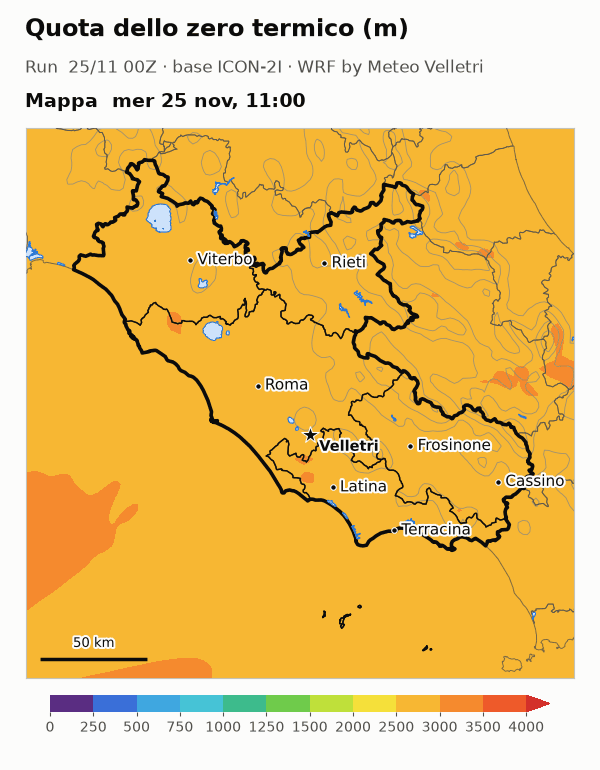 Quota dello zero termico (m)
Run 25/11 00Z · base ICON-2I · WRF by Meteo Velletri
Mappa mer 25 nov, 11:00
Viterbo
Rieti
Roma
Velletri
Frosinone
Cassino
Latina
Terracina
50 km
0 250 500 750 1000 1250 1500 2000 2500 3000 3500 4000